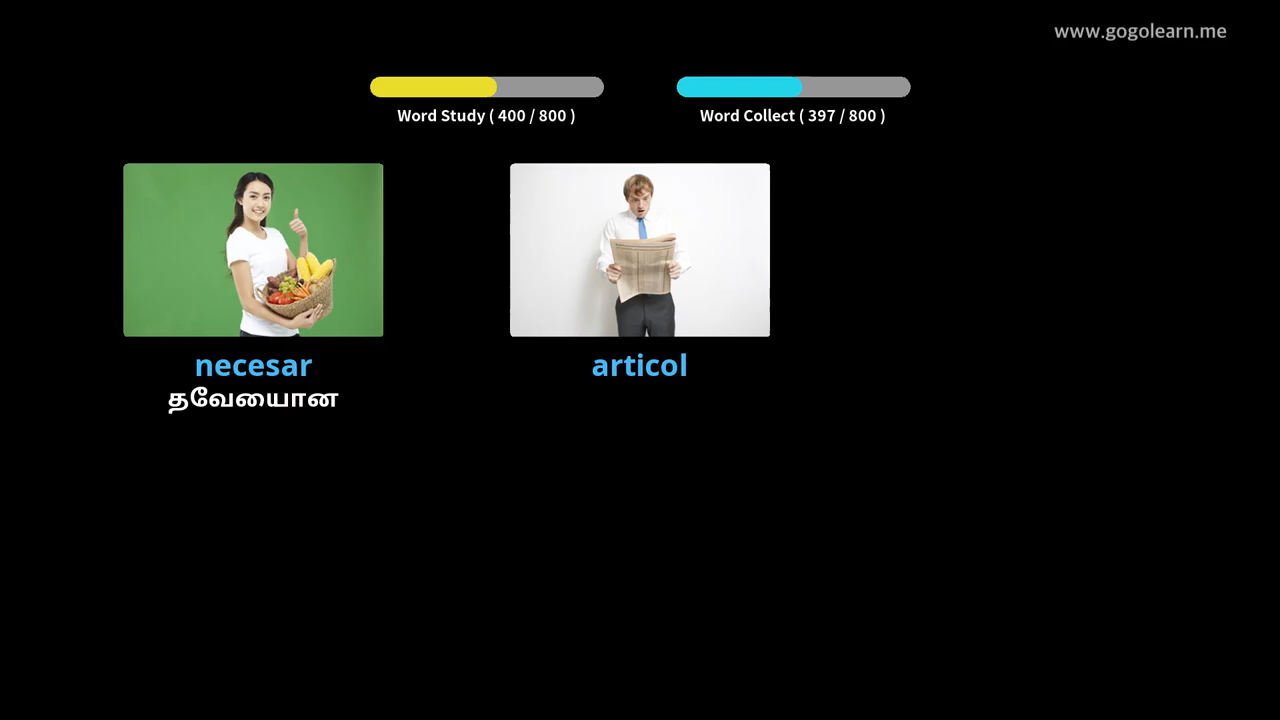 www.gogolearn.me
Word Study ( 400 / 800 )
Word Collect ( 397 / 800 )
necesar
articol
தவேயைான